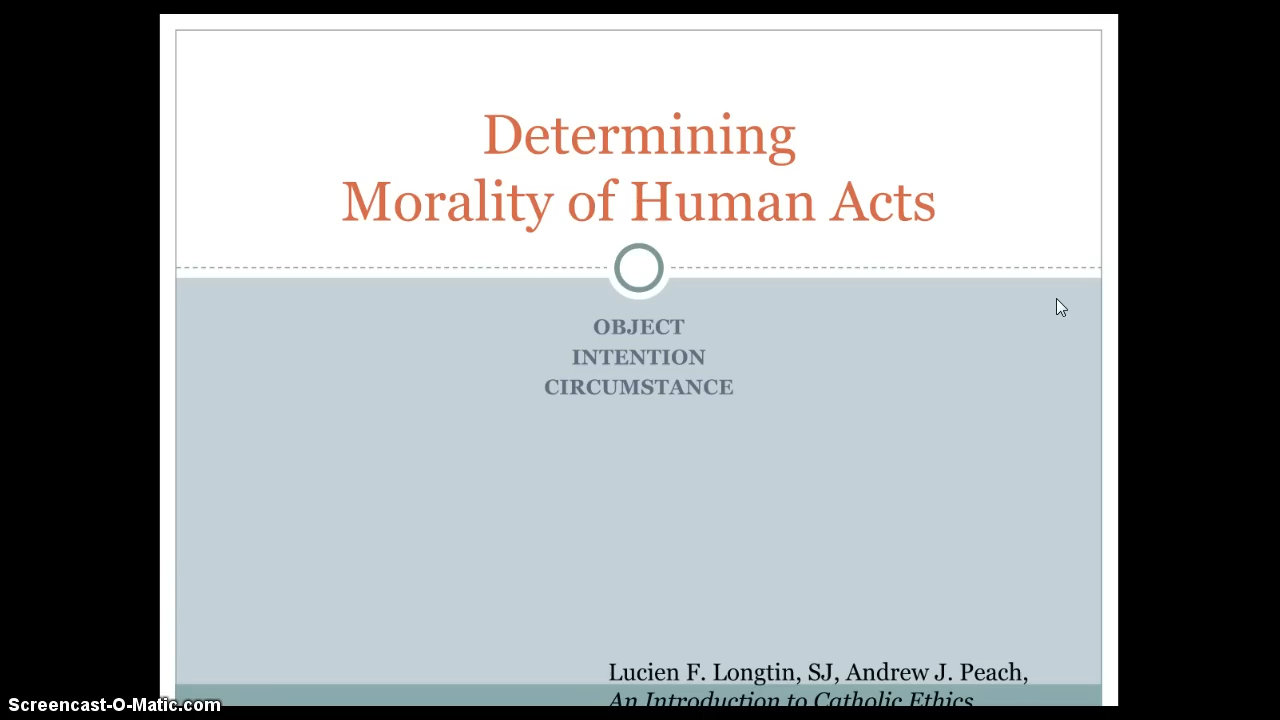 Determining
Morality of Human Acts
OBJECT
INTENTION
CIRCUMSTANCE
Lucien F. Longtin, SJ, Andrew J. Peach,
An Introduction to Catholic Ethics
Screencast-O-Matic.com